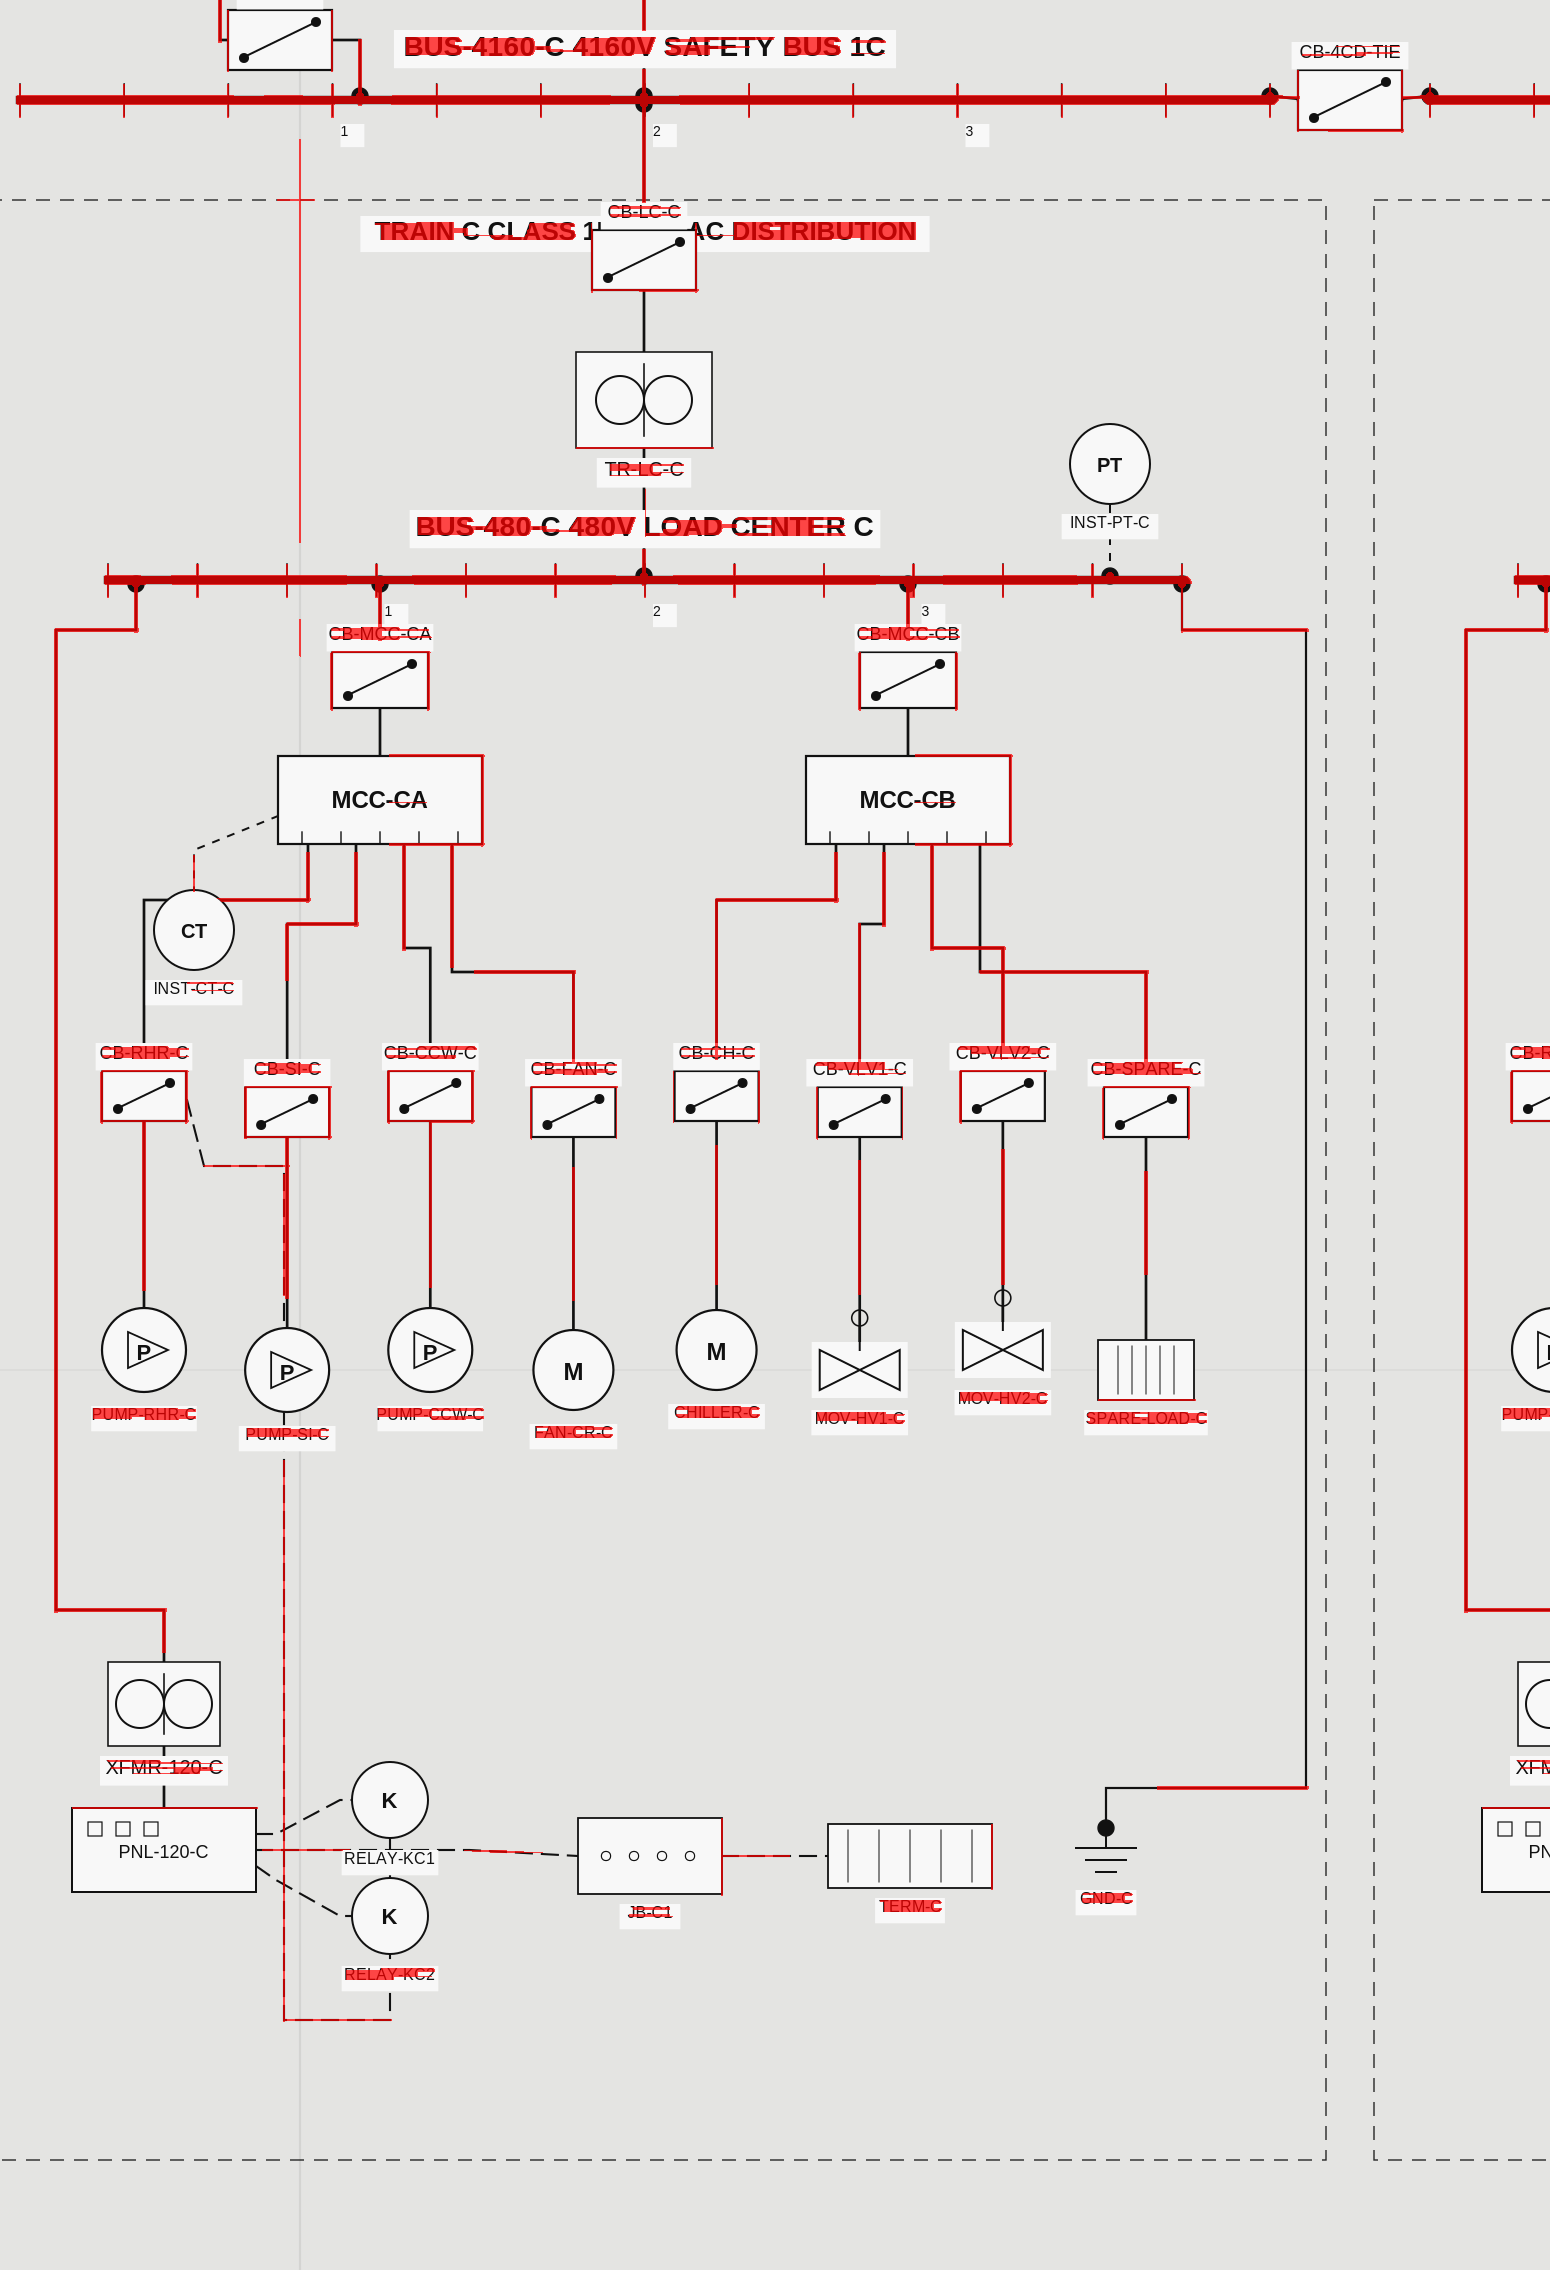 BUS-4160-C 4160V SAFETY BUS 1C
CB-4CD-TIE
1
2
3
CB-LC-C
TRAIN C CLASS 1 AC DISTRIBUTION
TR-LC-C
PT
INST-PT-C
BUS-480-C 480V LOAD CENTER C
1
2
3
CB-MCC-CA
CB-MCC-CB
MCC-CA
MCC-CB
CT
INST-CT-C
CB-RHR-C
CB-SI-C
CB-CCW-C
CB-FAN-C
CB-CH-C
CB-VLV1-C
CB-VLV2-C
CB-SPARE-C
CB-R
P
P
P
M
M
PUMP-RHR-C
PUMP-SI-C
PUMP-CCW-C
FAN-CR-C
CHILLER-C
MOV-HV1-C
MOV-HV2-C
SPARE-LOAD-C
PUMP-
XFMR-120-C
XFM
PNL-120-C
PN
K
RELAY-KC1
K
RELAY-KC2
JB-C1
TERM-C
GND-C